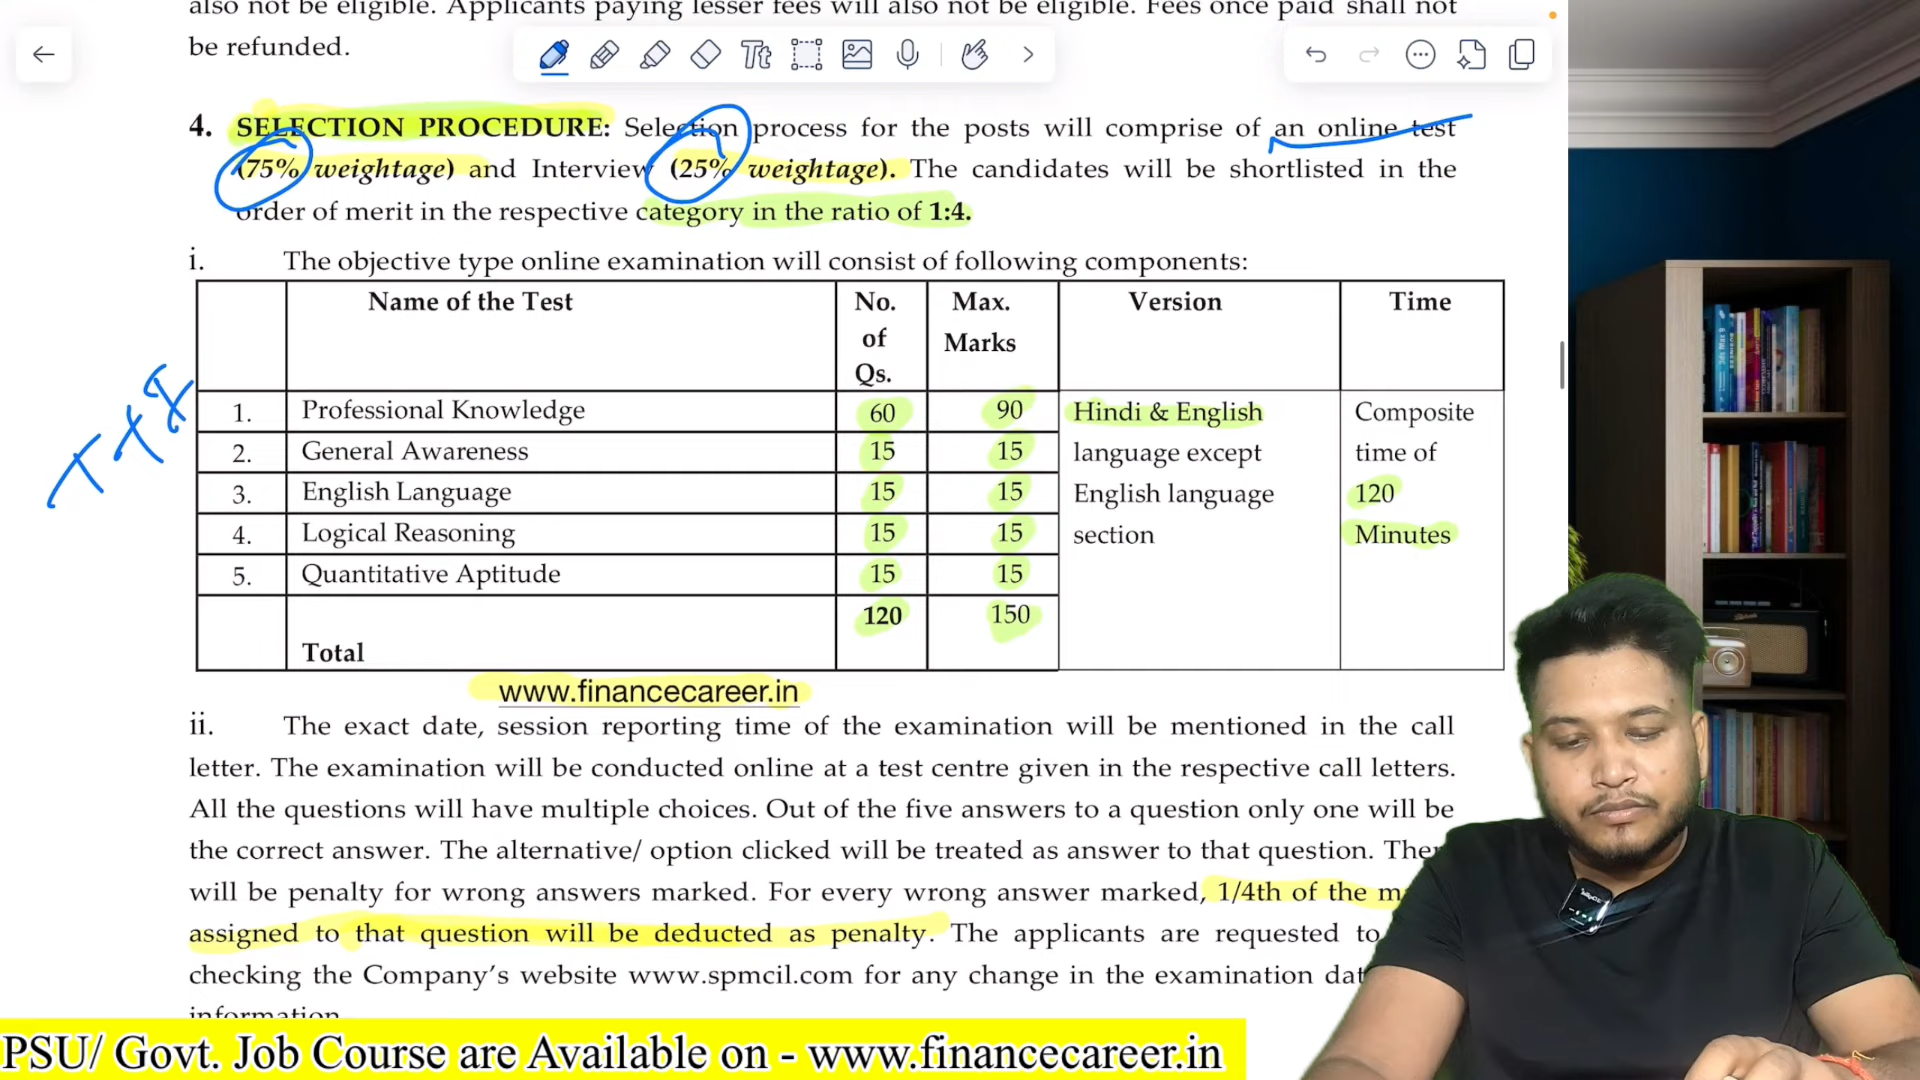 also not be eligible. Applicants paying lesser fees will also not be eligible. Fees once paid shall not
be refunded.
Tt
4. SELECTION PROCEDURE: Selection process for the posts will comprise of an online test
(75% weightage) and Interview (25% weightage). The candidates will be shortlisted in the
order of merit in the respective category in the ratio of 1:4.
i. The objective type online examination will consist of following components:
Name of the Test No. of Qs. Max. Marks Version Time
1. Professional Knowledge 60 90 Hindi & English Composite
2. General Awareness 15 15 language except time of
3. English Language 15 15 English language 120
4. Logical Reasoning 15 15 section Minutes
5. Quantitative Aptitude 15 15
Total 120 150
T + I
www.financecareer.in
ii. The exact date, session reporting time of the examination will be mentioned in the call
letter. The examination will be conducted online at a test centre given in the respective call letters.
All the questions will have multiple choices. Out of the five answers to a question only one will be
the correct answer. The alternative/ option clicked will be treated as answer to that question.
will be penalty for wrong answers marked. For every wrong answer marked, 1/4th of the
assigned to that question will be deducted as penalty. The applicants are requested to
checking the Company's website www.spmcil.com for any change in the examination
information.
PSU/ Govt. Job Course are Available on - www.financecareer.in